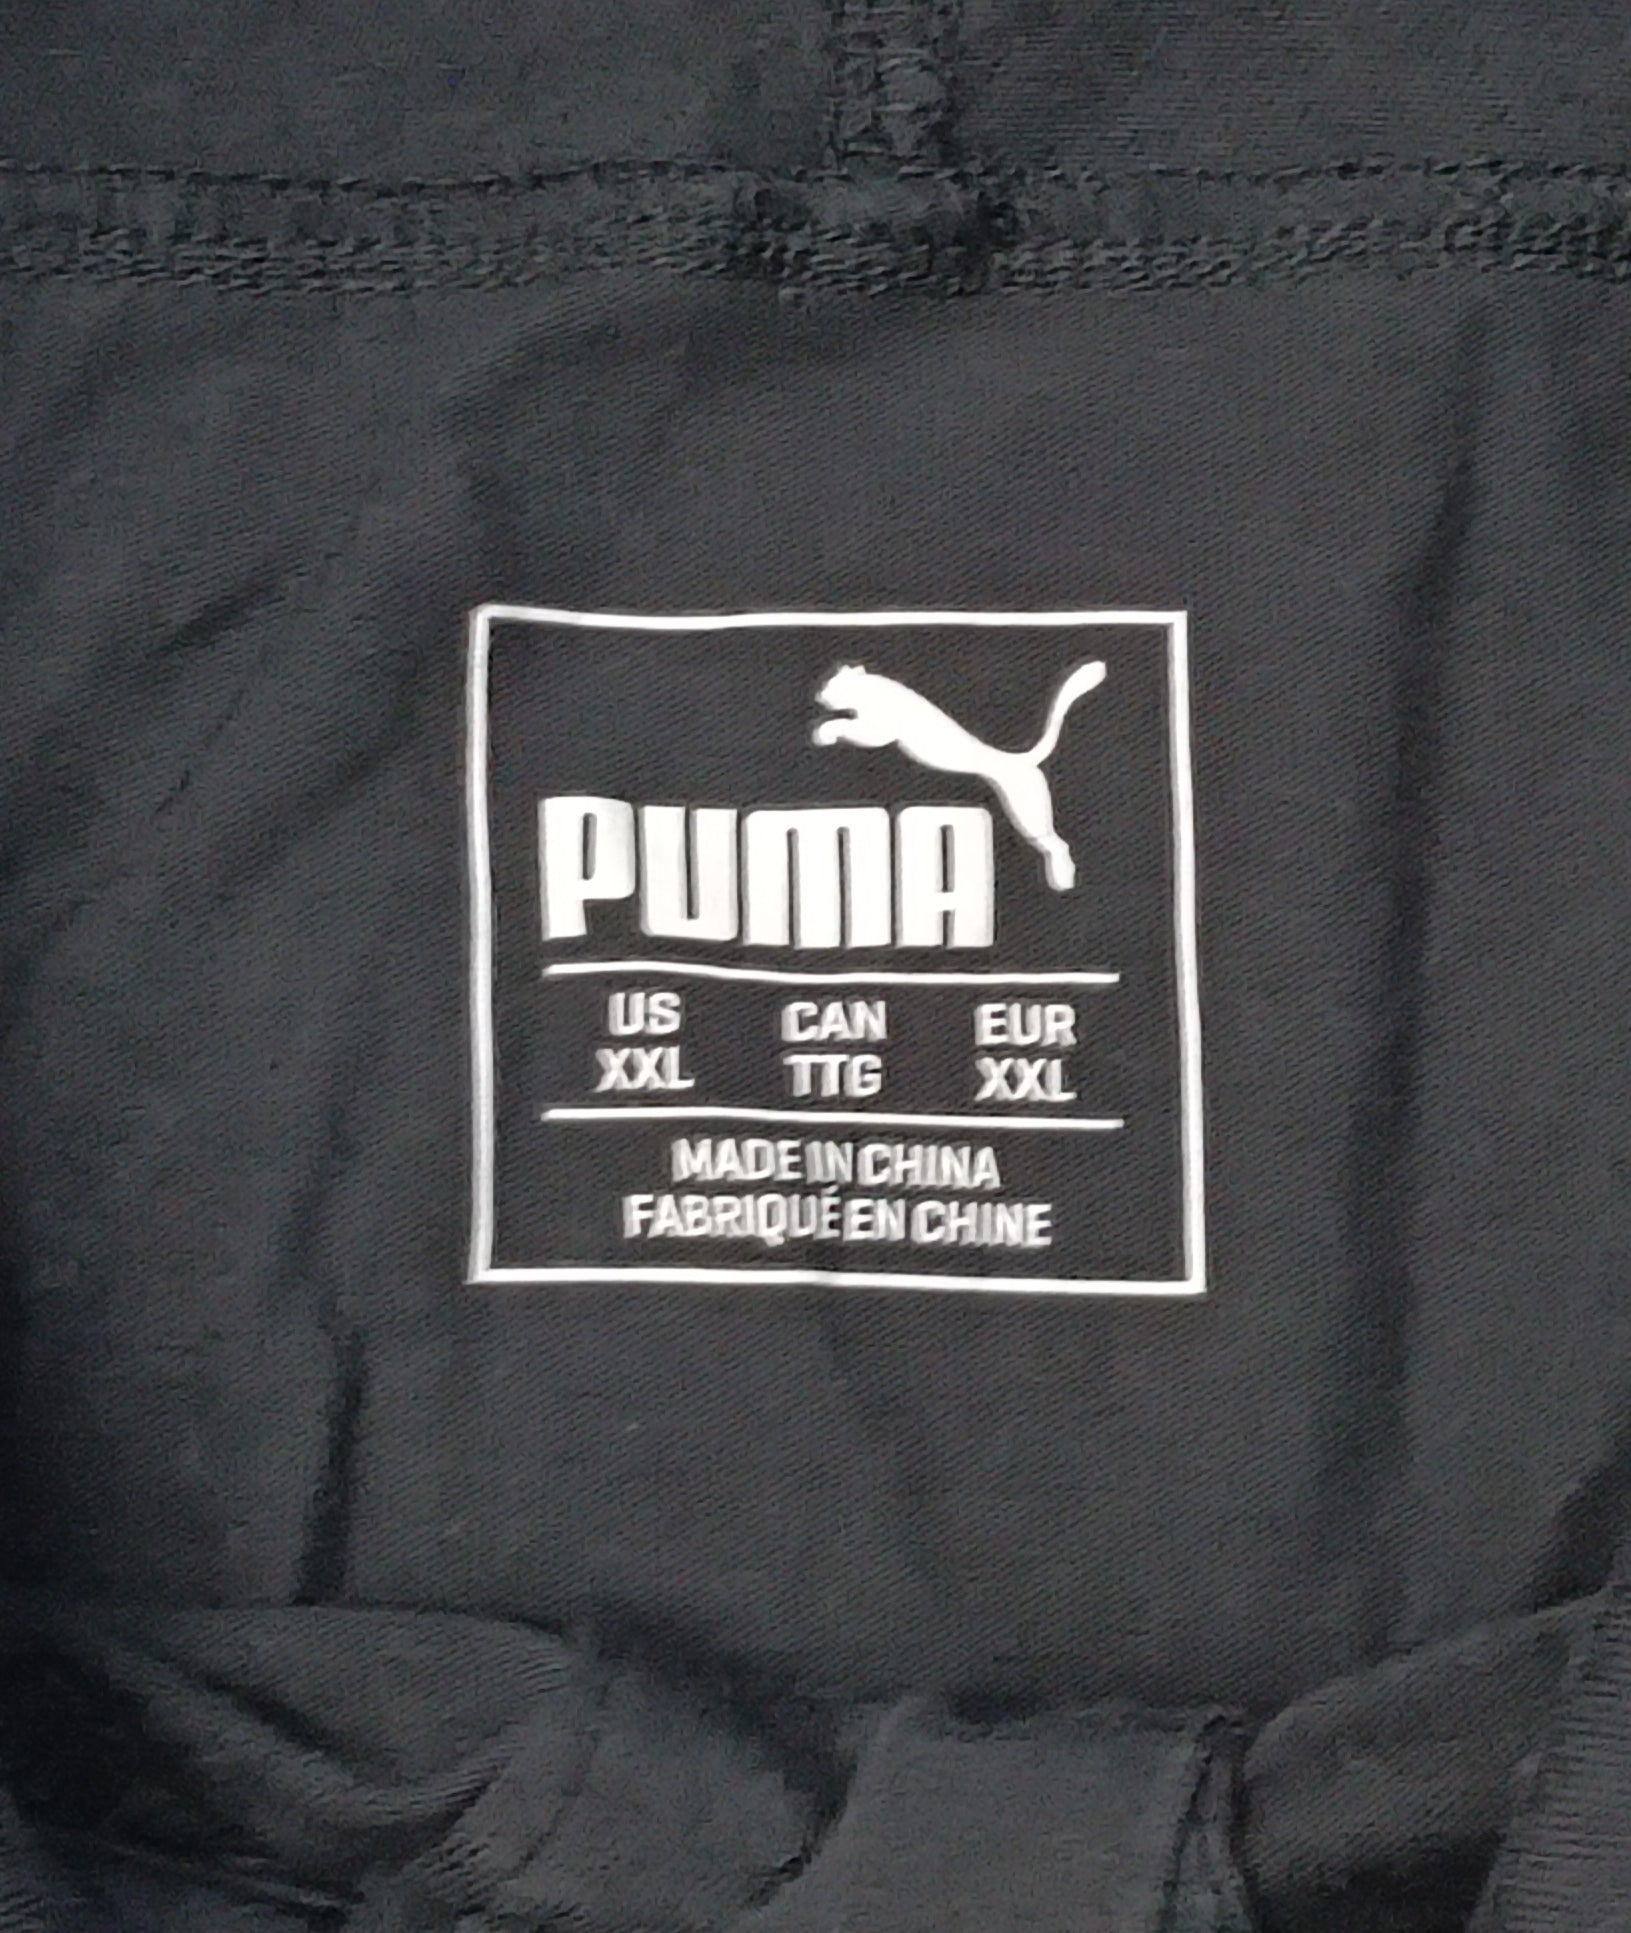 PUMA
US CAN EUR
XXL TTG XXL
MADE IN CHINA
FABRIQUÉ EN CHINE